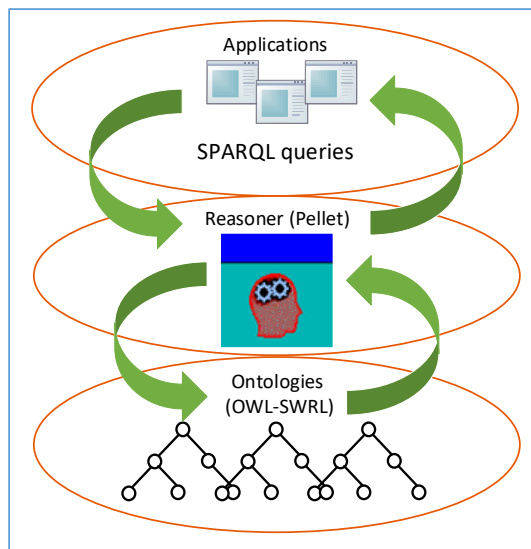 Applications
SPARQL queries
Reasoner (Pellet)
Ontologies
(OWL-SWRL)